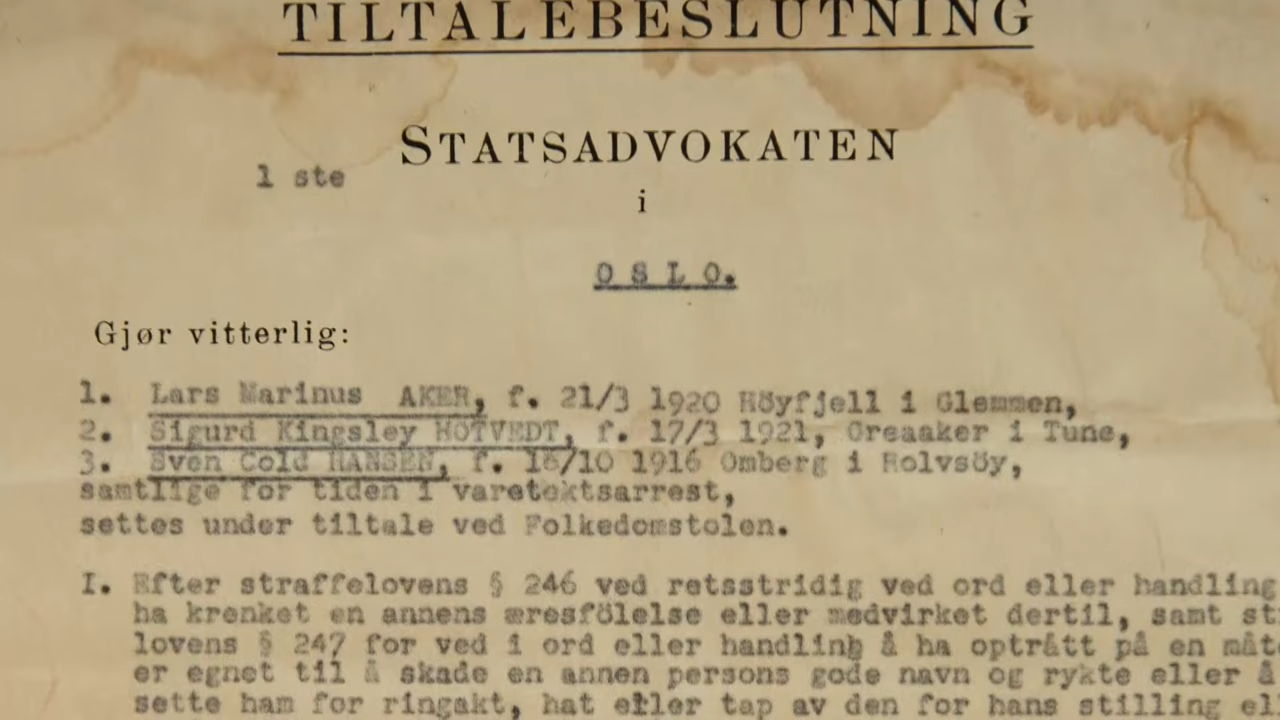 TILTALEBESLUTNING
STATSADVOKATEN
1 ste
i
OSLO.
Gjør vitterlig:
1. Lars Marinus AKER, f. 21/3 1920 Höyfjell i Glemmen,
2. Sigurd Kingsley HOTVEDT, f. 17/3 1921, Greaaker i Tune,
3. Sven Cold HANSEN, f. 16/10 1916 Omberg i Rolvsöy,
samtlige for tiden i varetektsarrest,
settes under tiltale ved Folkedomstolen.
I. Efter straffelovens § 246 ved retsstridig ved ord eller handling
ha krenket en annens æresfölelse eller medvirket dertil, samt
lovens § 247 for ved i ord eller handling å ha optrått på en
er egnet til å skade en annen persons gode navn og rykte eller å
sette ham for ringakt, hat eller tap av den for hans stilling